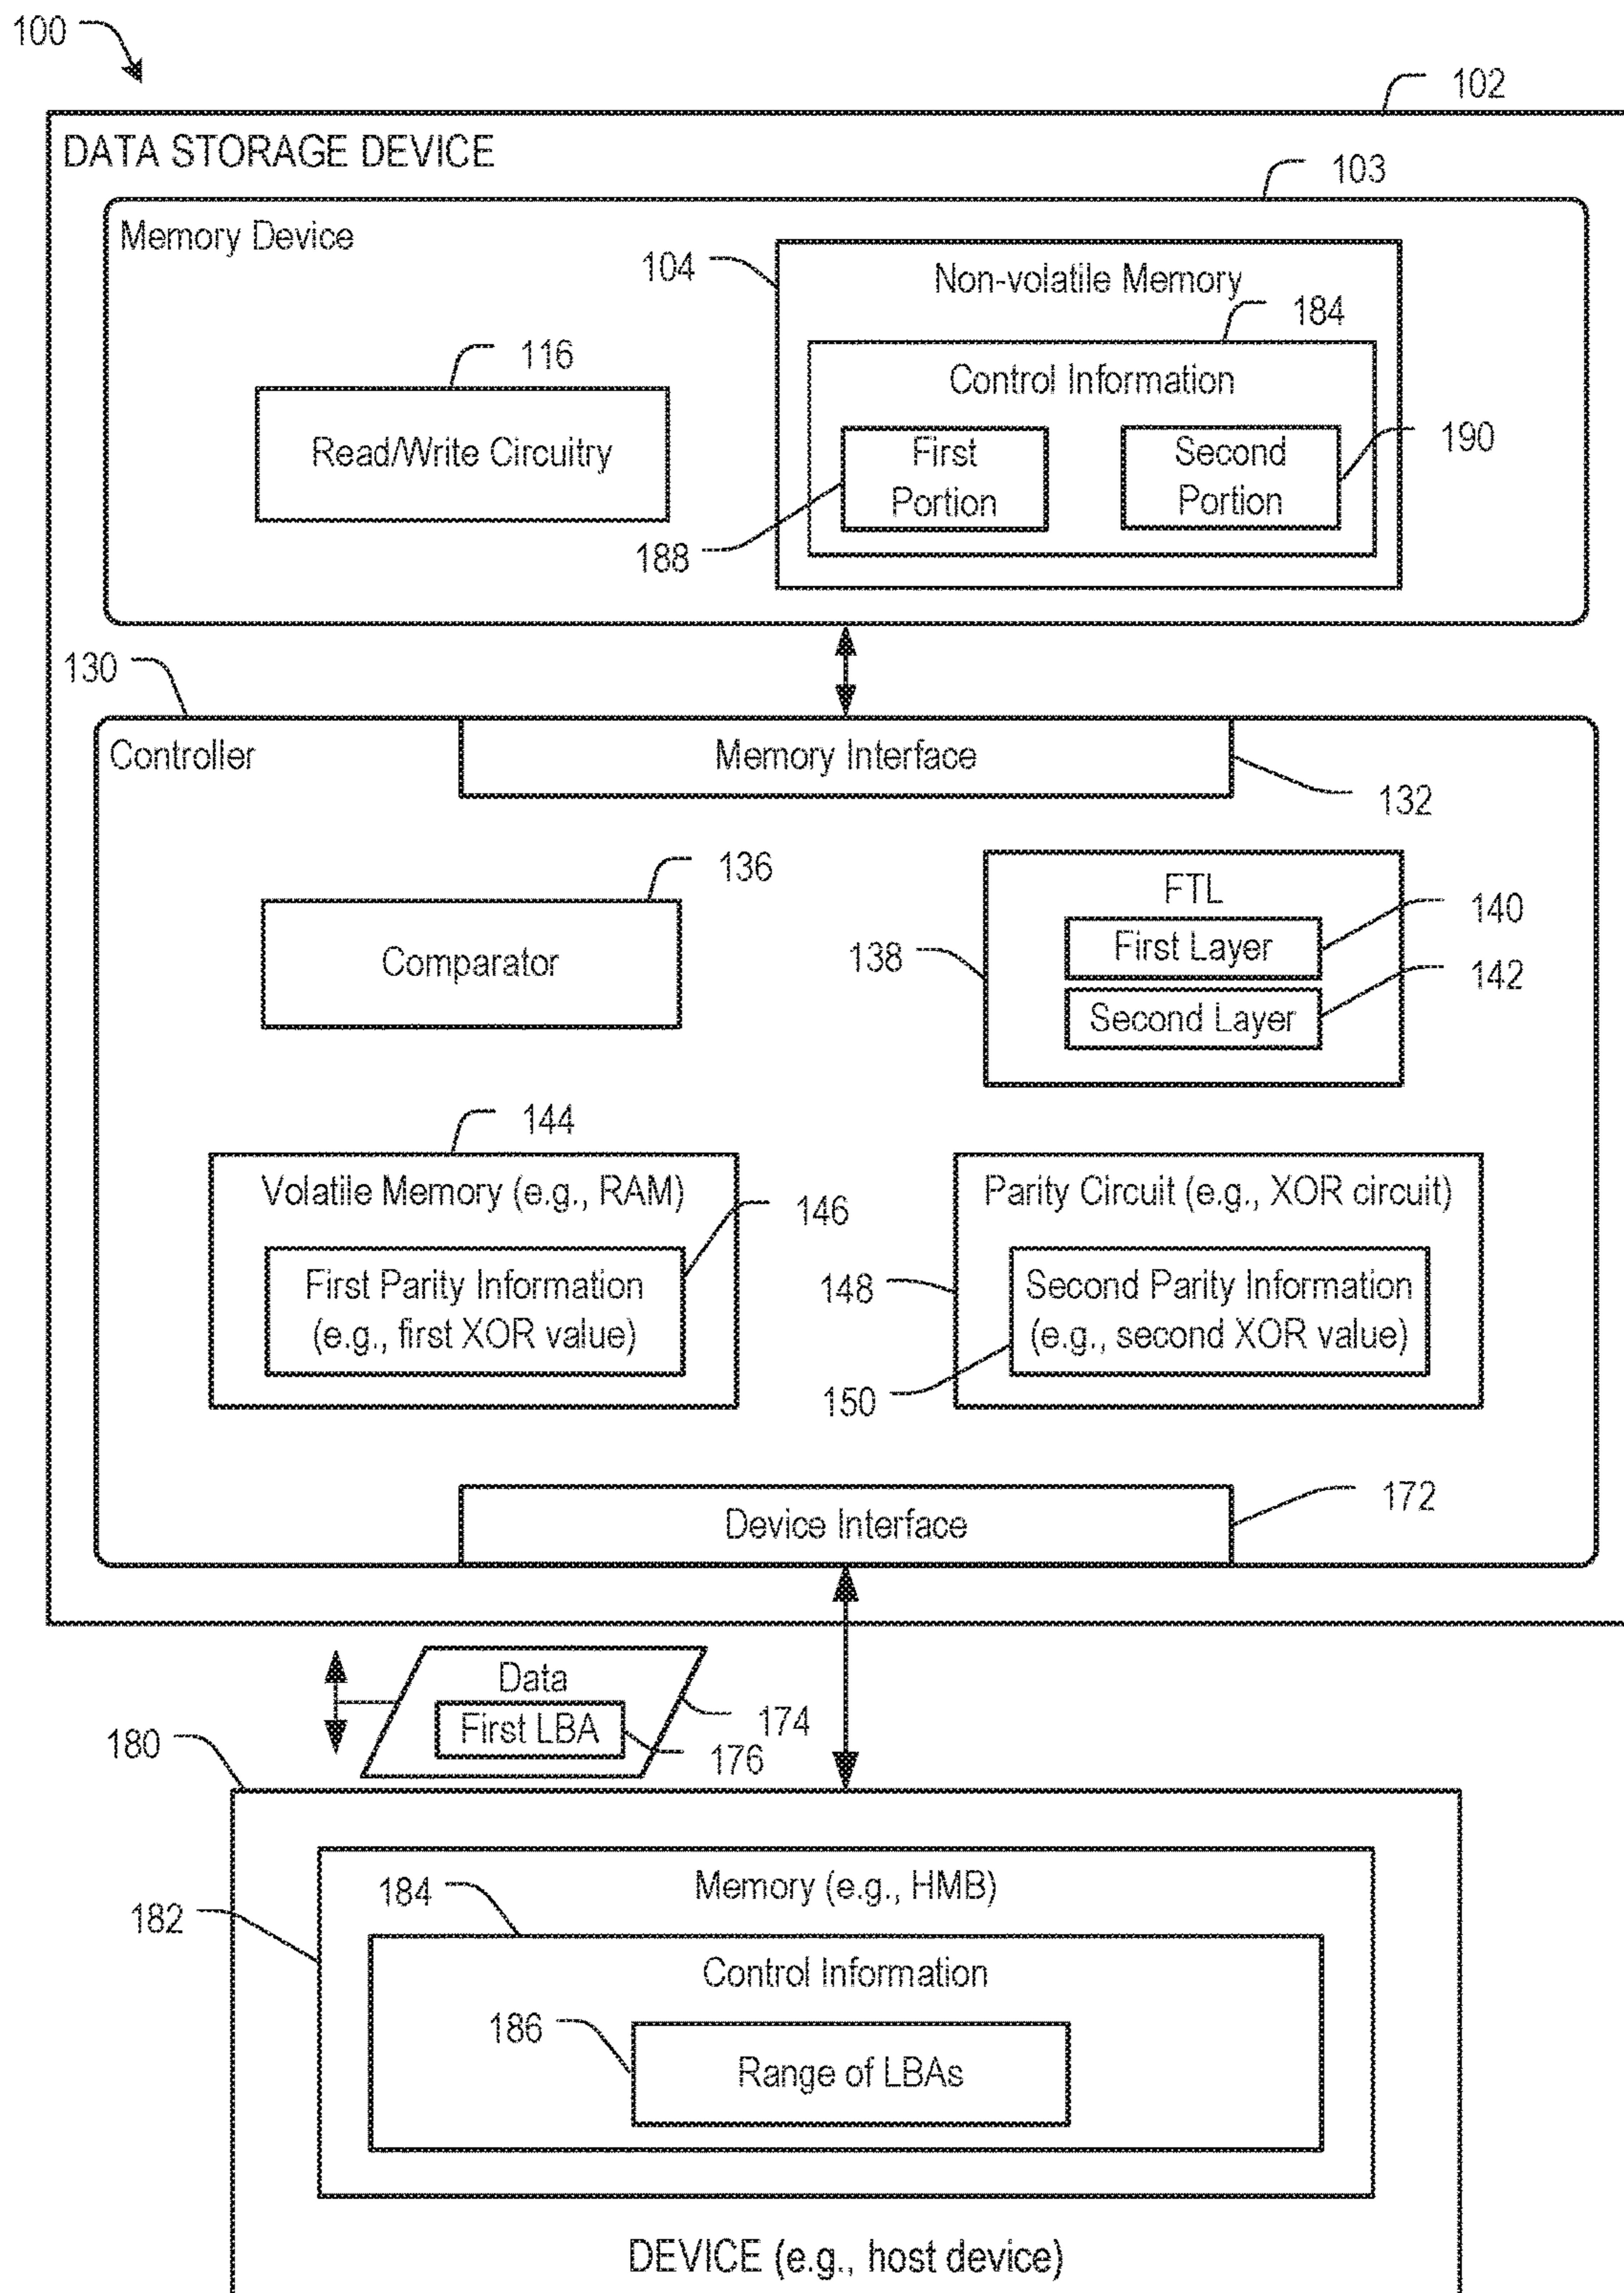 100
102
DATA STORAGE DEVICE
103
Memory Device
104
Non-volatile Memory
184
116
Control Information
Read/Write Circuitry
First
Portion
Second
Portion
190
188
130
Controller
Memory Interface
132
136
Comparator
FTL
138
First Layer
140
Second Layer
142
144
Volatile Memory (e.g., RAM)
146
First Parity Information
(e.g., first XOR value)
Parity Circuit (e.g., XOR circuit)
148
Second Parity Information
(e.g., second XOR value)
150
172
Device Interface
Data
First LBA
174
176
180
Memory (e.g., HMB)
184
182
Control Information
186
Range of LBAs
DEVICE (e.g., host device)